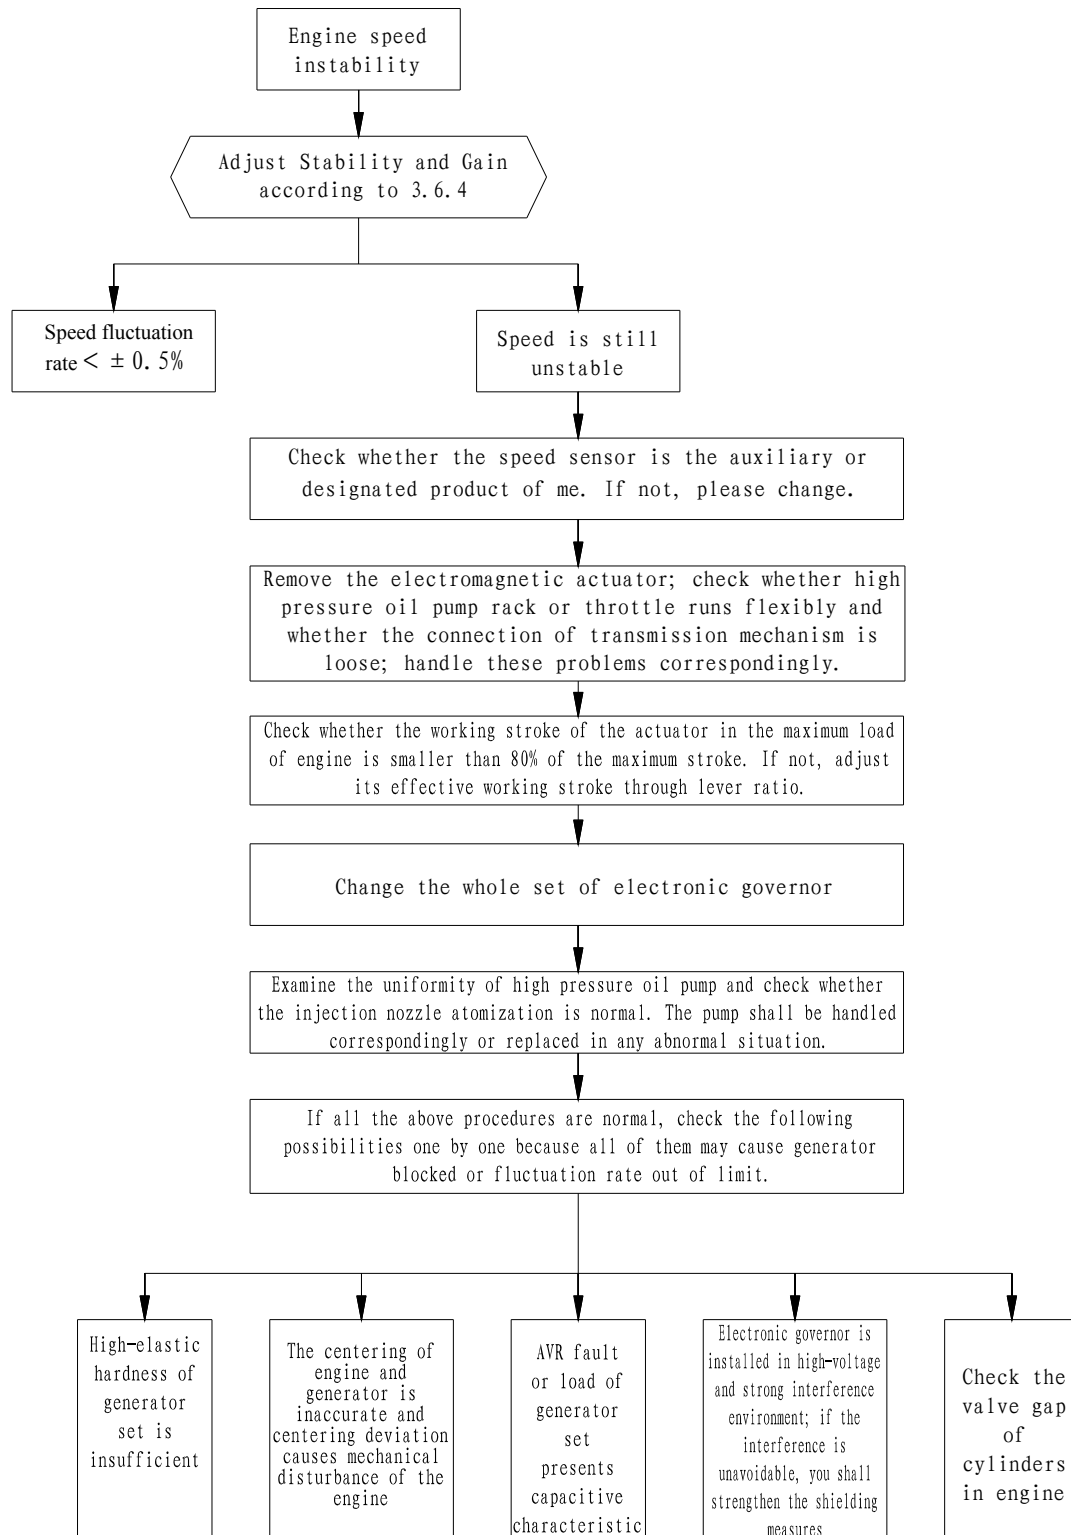 Engine speed
instability
Adjust Stability and Gain
according to 3.6.4
Speed fluctuation
rate < ± 0.5%
Speed is still
unstable
Check whether the speed sensor is the auxiliary or
designated product of me. If not, please change.
Remove the electromagnetic actuator; check whether high
pressure oil pump rack or throttle runs flexibly and
whether the connection of transmission mechanism is
loose; handle these problems correspondingly.
Check whether the working stroke of the actuator in the maximum load
of engine is smaller than 80% of the maximum stroke. If not, adjust
its effective working stroke through lever ratio.
Change the whole set of electronic governor
Examine the uniformity of high pressure oil pump and check whether
the injection nozzle atomization is normal. The pump shall be handled
correspondingly or replaced in any abnormal situation.
If all the above procedures are normal, check the following
possibilities one by one because all of them may cause generator
blocked or fluctuation rate out of limit.
High-elastic
hardness of
generator
set is
insufficient
The centering of
engine and
generator is
inaccurate and
centering deviation
causes mechanical
disturbance of the
engine
AVR fault
or load of
generator
set
presents
capacitive
characteristic
Electronic governor is
installed in high-voltage
and strong interference
environment; if the
interference is
unavoidable, you shall
strengthen the shielding
measures
Check the
valve gap
of
cylinders
in engine